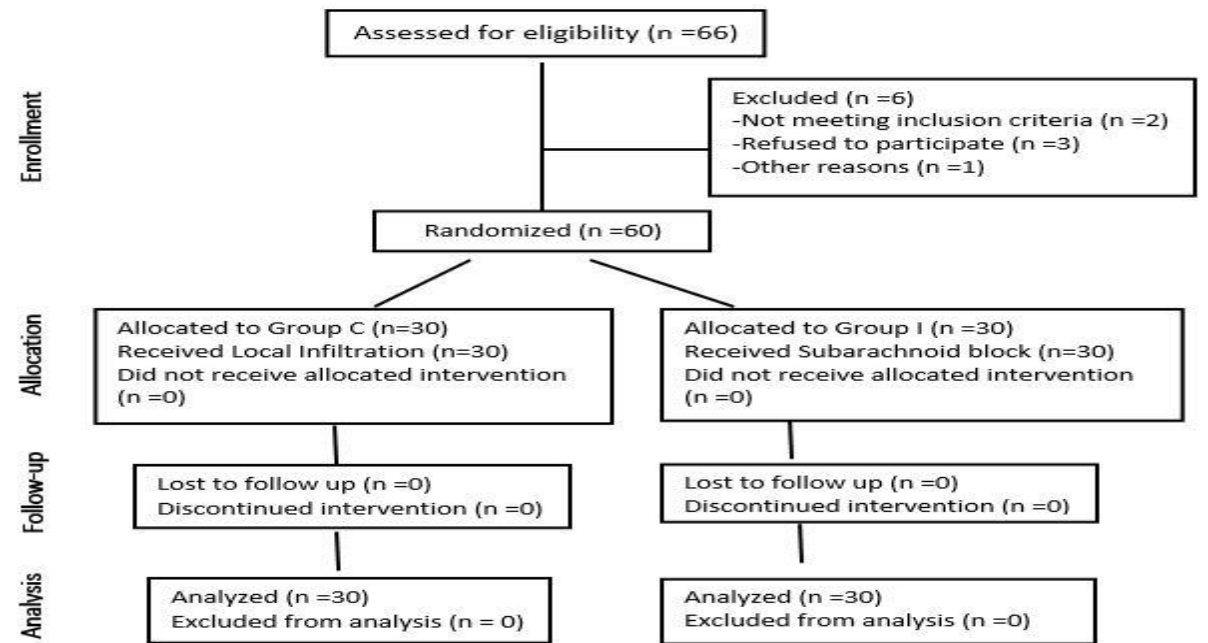 Assessed for eligibility (n =66)
Enrollment
Excluded (n =6)
-Not meeting inclusion criteria (n =2)
-Refused to participate (n =3)
-Other reasons (n =1)
Randomized (n =60)
Allocation
Allocated to Group C (n=30)
Received Local Infiltration (n=30)
Did not receive allocated intervention
(n =0)
Allocated to Group I (n =30)
Received Subarachnoid block (n=30)
Did not receive allocated intervention
(n =0)
Follow-up
Lost to follow up (n =0)
Discontinued intervention (n =0)
Lost to follow up (n =0)
Discontinued intervention (n =0)
Analysis
Analyzed (n =30)
Excluded from analysis (n = 0)
Analyzed (n =30)
Excluded from analysis (n =0)